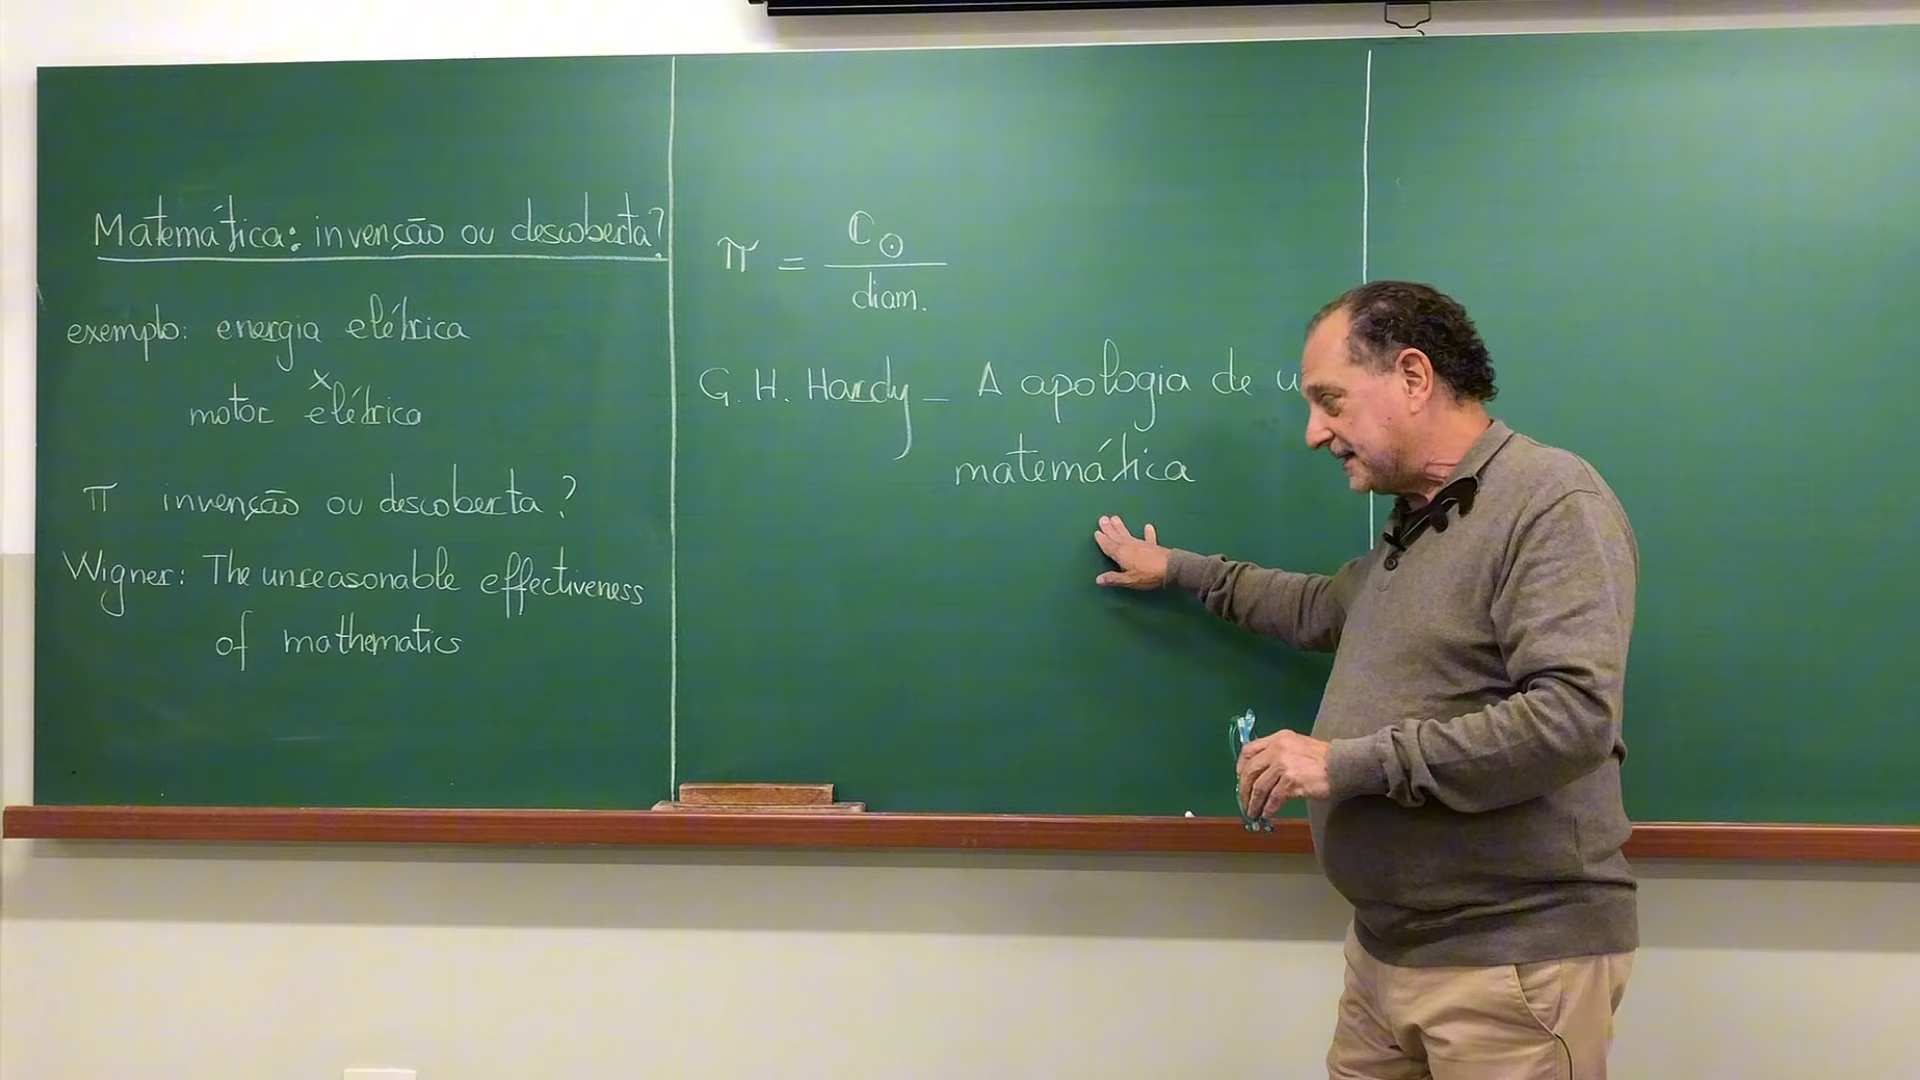 Matemática: invenção ou descoberta?
exemplo: energia elétrica
x
motor elétrica
π invenção ou descoberta?
Wigner: The unreasonable effectiveness
of mathematics
π = C⊙ / diam.
G. H. Hardy – A apologia de
matemática